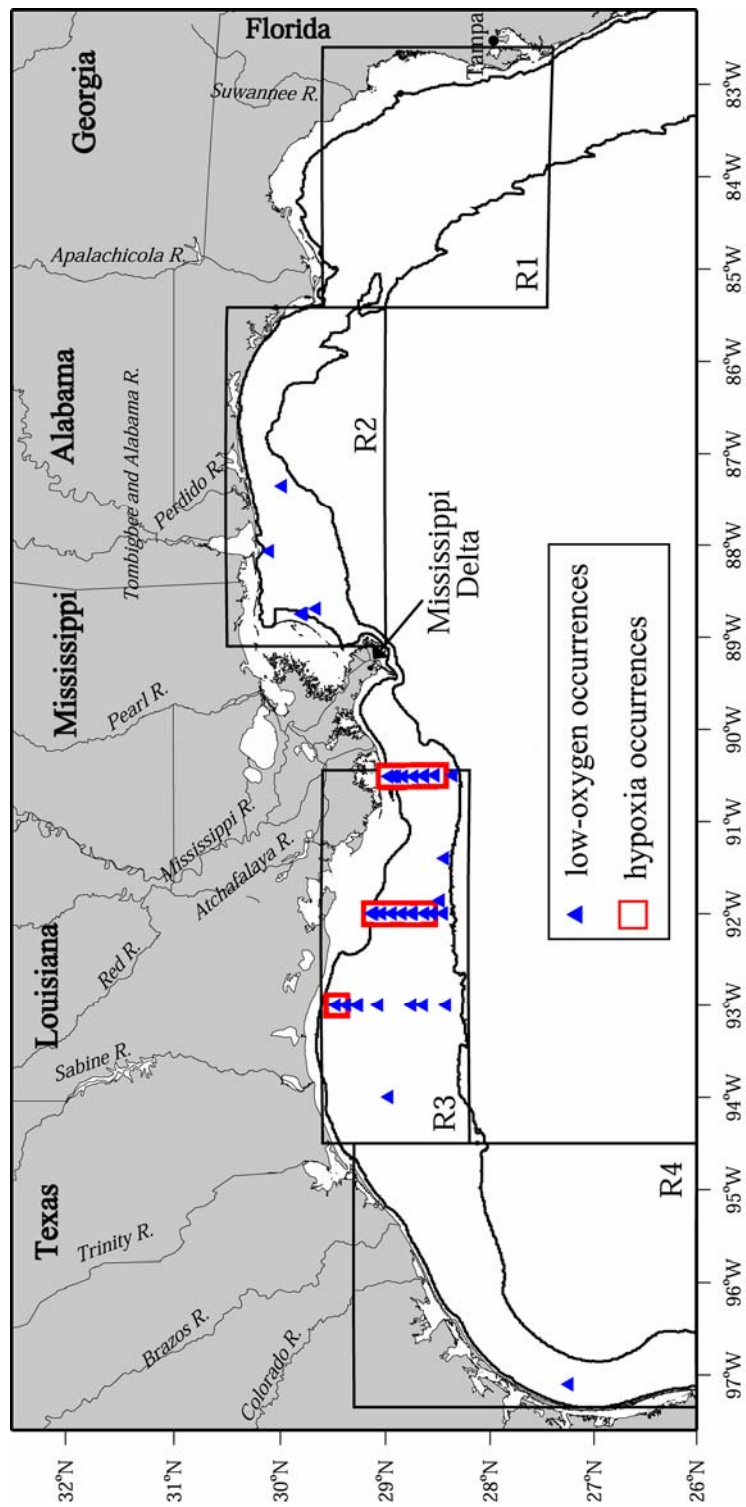 Texas
Louisiana
Mississippi
Alabama
Georgia
Florida
Colorado R.
Brazos R.
Trinity R.
Sabine R.
Red R.
Atchafalaya R.
Mississippi R.
Pearl R.
Tombigbee and Alabama R.
Perdido R.
Apalachicola R.
Suwannee R.
Tampa
R4
R3
R2
R1
Mississippi
Delta
low-oxygen occurrences
hypoxia occurrences
32°N
31°N
30°N
29°N
28°N
27°N
26°N
97°W
96°W
95°W
94°W
93°W
92°W
91°W
90°W
89°W
88°W
87°W
86°W
85°W
84°W
83°W